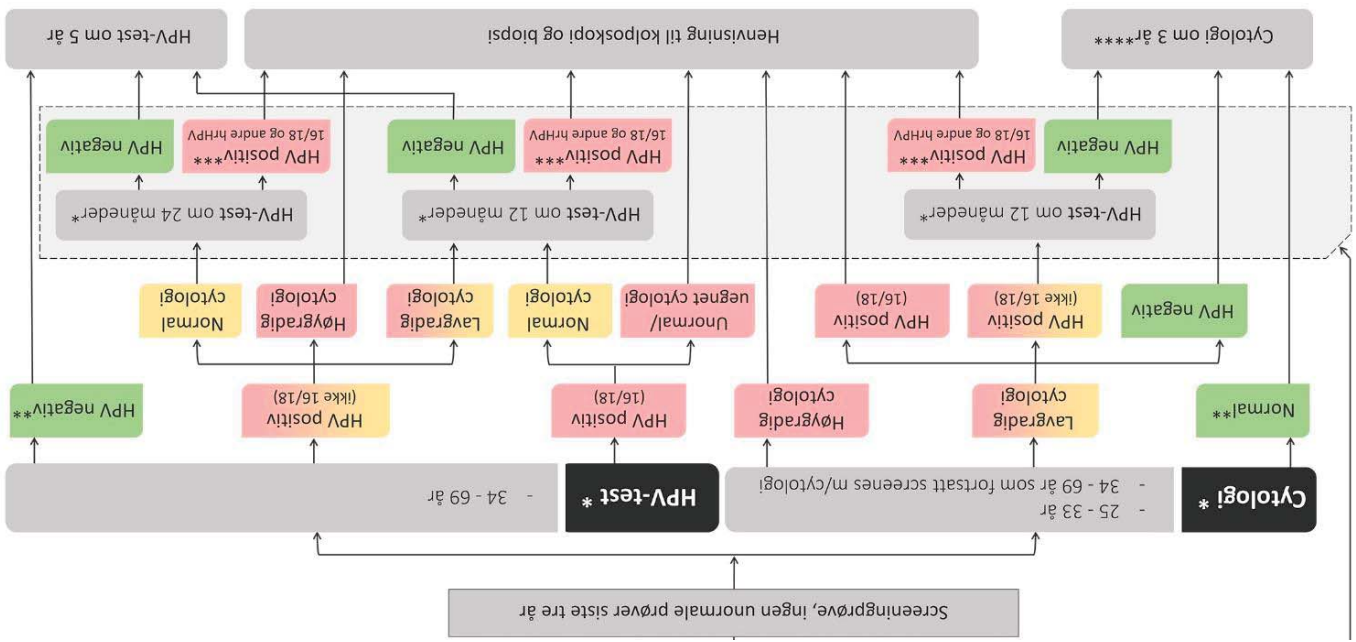 Screeningprøve, ingen unormale prøver siste tre år
Cytologi *
- 25 - 33 år
- 34 - 69 år som fortsatt screenes m/cytologi
HPV-test *
- 34 - 69 år
Normal**
Lavgradig
cytologi
Høygradig
cytologi
HPV positiv
(16/18)
HPV positiv
(ikke 16/18)
HPV negativ**
HPV negativ
HPV positiv
(ikke 16/18)
HPV positiv
(16/18)
Unormal/
uegnet cytologi
Normal
cytologi
Lavgradig
cytologi
Høygradig
cytologi
Normal
cytologi
HPV-test om 12 måneder*
HPV-test om 12 måneder*
HPV-test om 24 måneder*
HPV negativ
HPV positiv***
16/18 og andre hrHPV
HPV positiv***
16/18 og andre hrHPV
HPV negativ
HPV positiv***
16/18 og andre hrHPV
HPV negativ
Cytologi om 3 år****
Henvisning til kolposkopi og biopsi
HPV-test om 5 år